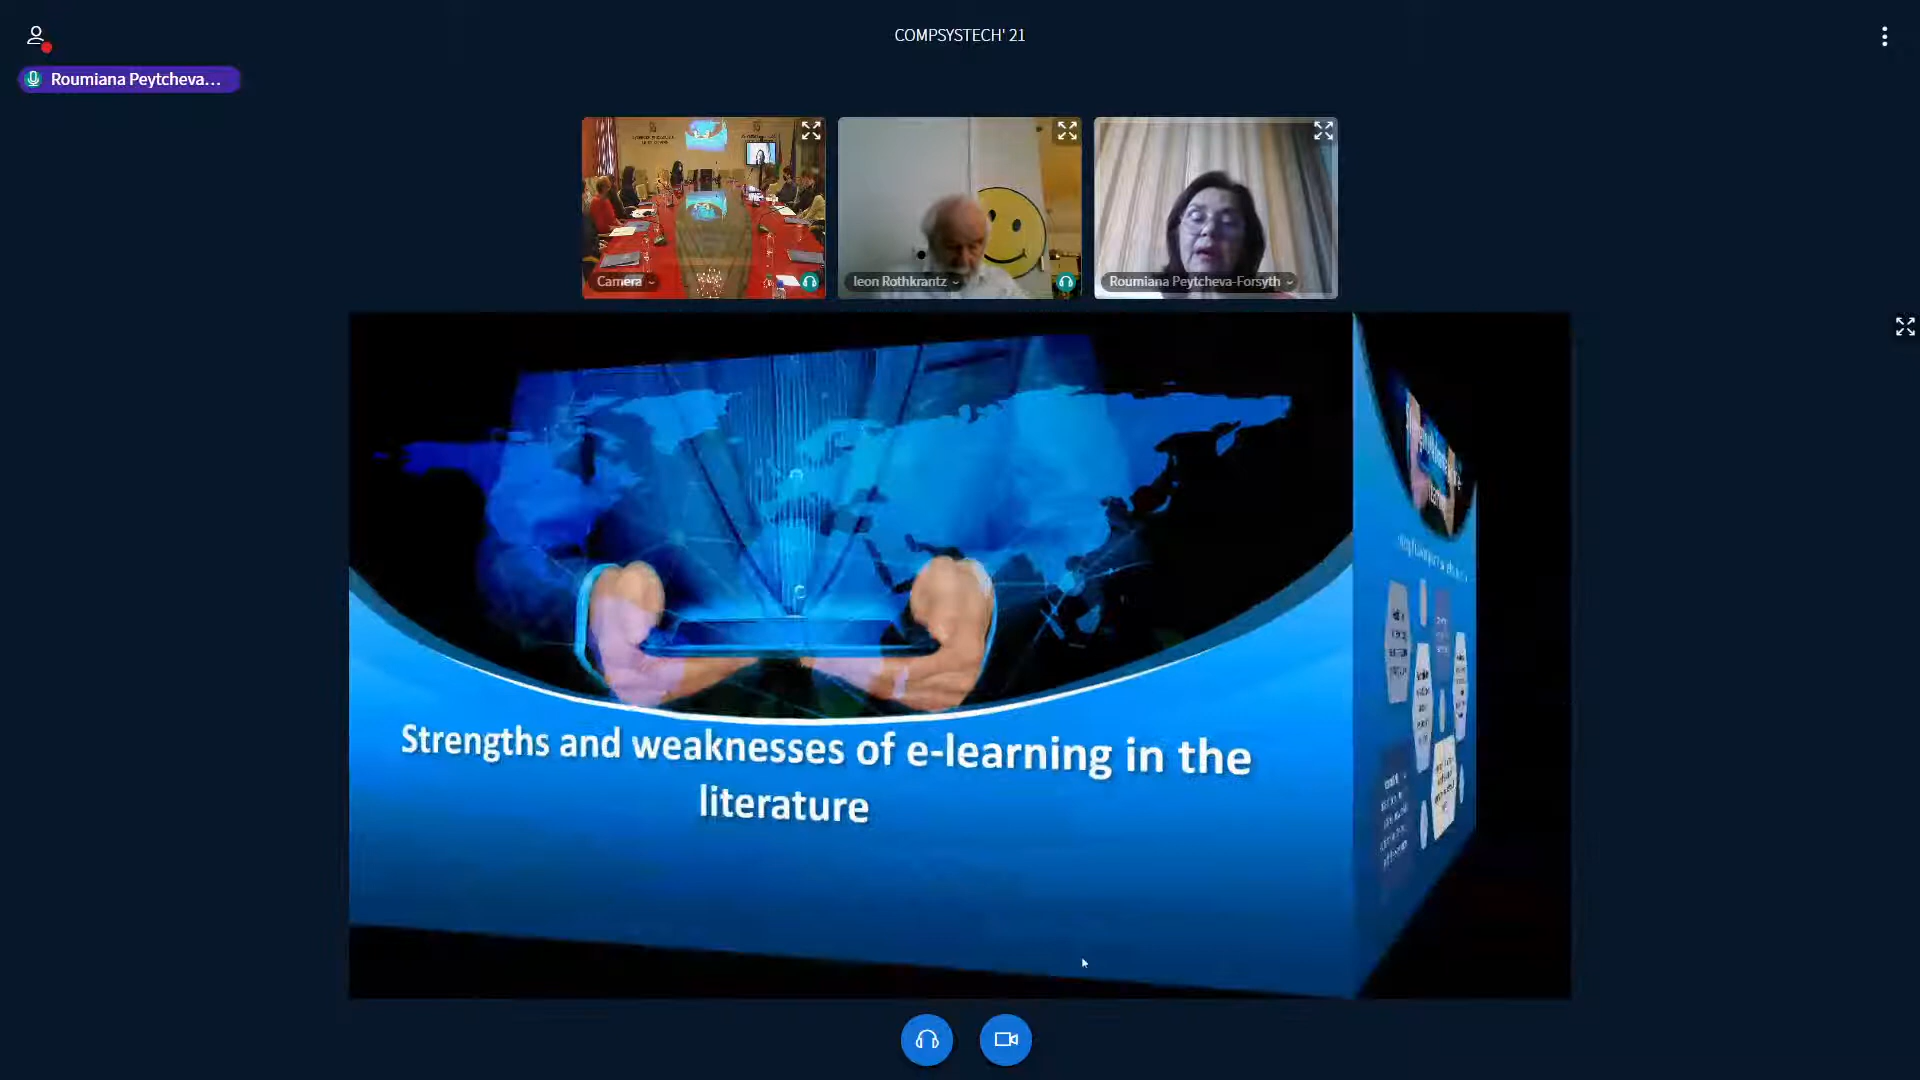 COMPSYSTECH' 21
Roumiana Peytcheva...
Camera
leon Rothkrantz
Roumiana Peytcheva-Forsyth
Strengths and weaknesses of e-learning in the
literature